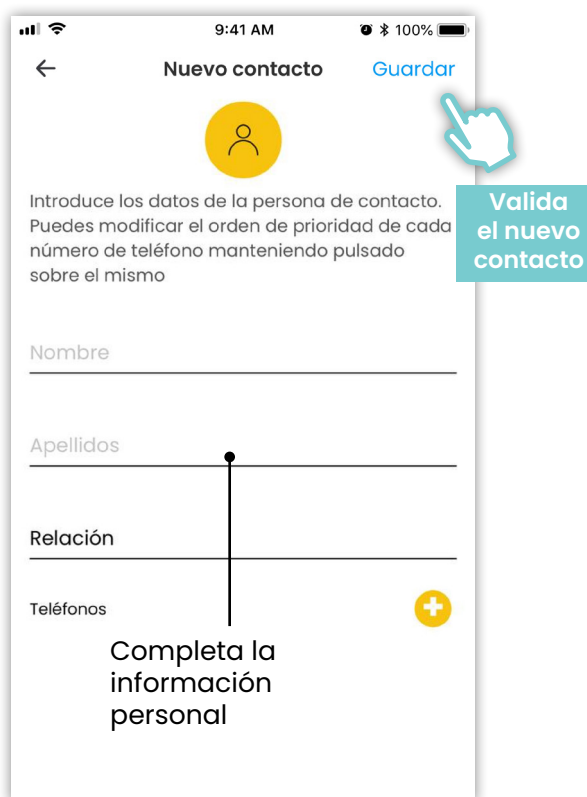 9:41 AM
100%
Nuevo contacto
Guardar
Introduce los datos de la persona de contacto.
Puedes modificar el orden de prioridad de cada
número de teléfono manteniendo pulsado
sobre el mismo
Valida
el nuevo
contacto
Nombre
Apellidos
Relación
Teléfonos
Completa la
información
personal